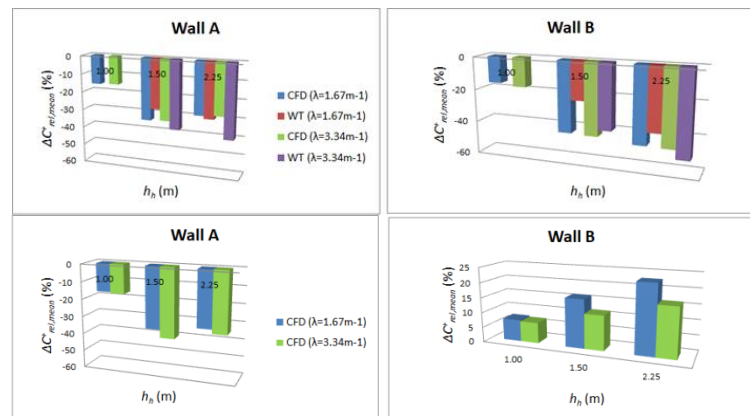 Wall A
ΔC*rel,mean (%)
0
-10
-20
-30
-40
-50
-60
1.00
1.50
2.25
hh (m)
CFD (λ=1.67m-1)
WT (λ=1.67m-1)
CFD (λ=3.34m-1)
WT (λ=3.34m-1)
Wall B
ΔC*rel,mean (%)
0
-20
-40
-60
1.00
1.50
2.25
hh (m)
Wall A
ΔC*rel,mean (%)
0
-10
-20
-30
-40
-50
-60
1.00
1.50
2.25
hh (m)
CFD (λ=1.67m-1)
CFD (λ=3.34m-1)
Wall B
ΔC*rel,mean (%)
25
20
15
10
5
0
1.00
1.50
2.25
hh (m)